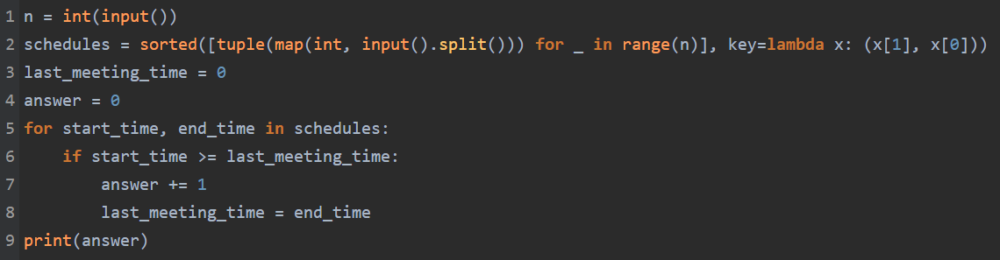 1 n = int(input())
2 schedules = sorted([tuple(map(int, input().split())) for _ in range(n)], key=lambda x: (x[1], x[0]))
3 last_meeting_time = 0
4 answer = 0
5 for start_time, end_time in schedules:
6     if start_time >= last_meeting_time:
7         answer += 1
8         last_meeting_time = end_time
9 print(answer)